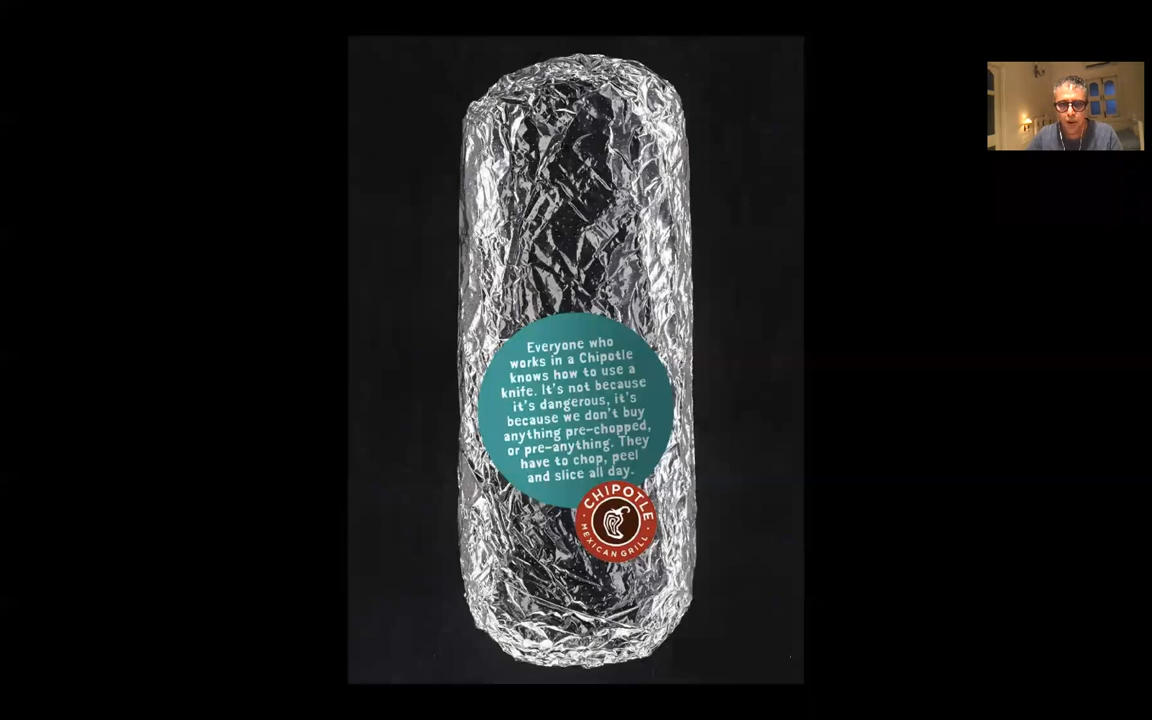 Everyone who
works in a Chipotle
knows how to use a
knife. It's not because
it's dangerous, it's
because we don't buy
anything pre-chopped,
or pre-anything. They
have to chop, peel
and slice all day.
CHIPOTLE
MEXICAN GRILL